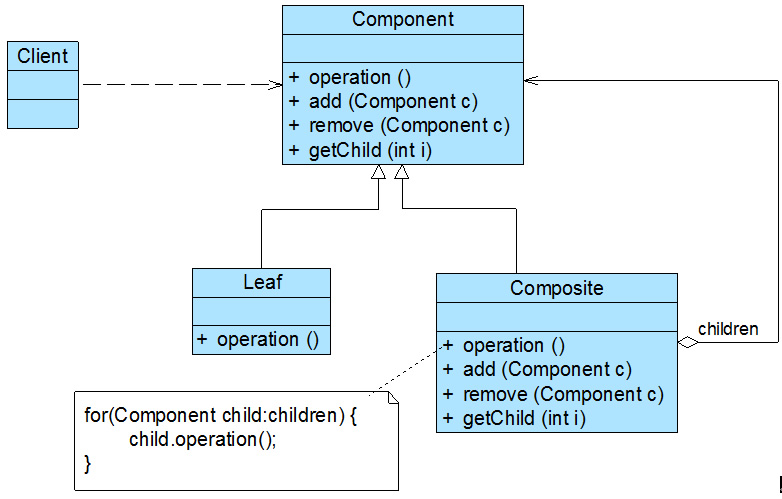 Component
Client
+ operation ()
+ add (Component c)
+ remove (Component c)
+ getChild (int i)
Leaf
+ operation ()
Composite
+ operation ()
+ add (Component c)
+ remove (Component c)
+ getChild (int i)
children
for(Component child:children) {
child.operation();
}